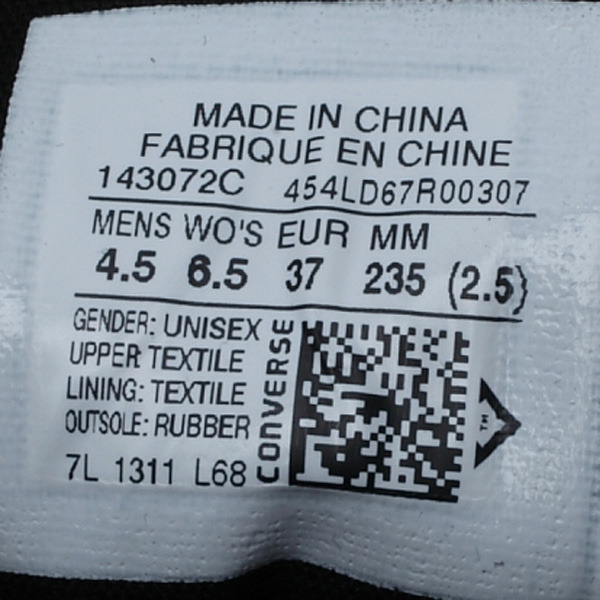 MADE IN CHINA
FABRIQUE EN CHINE
143072C 454LD67R00307
MENS WO'S EUR MM
4.5 6.5 37 235 (2.5)
GENDER: UNISEX
UPPER: TEXTILE
LINING: TEXTILE
OUTSOLE: RUBBER
7L 1311 L68
CONVERSE
TM